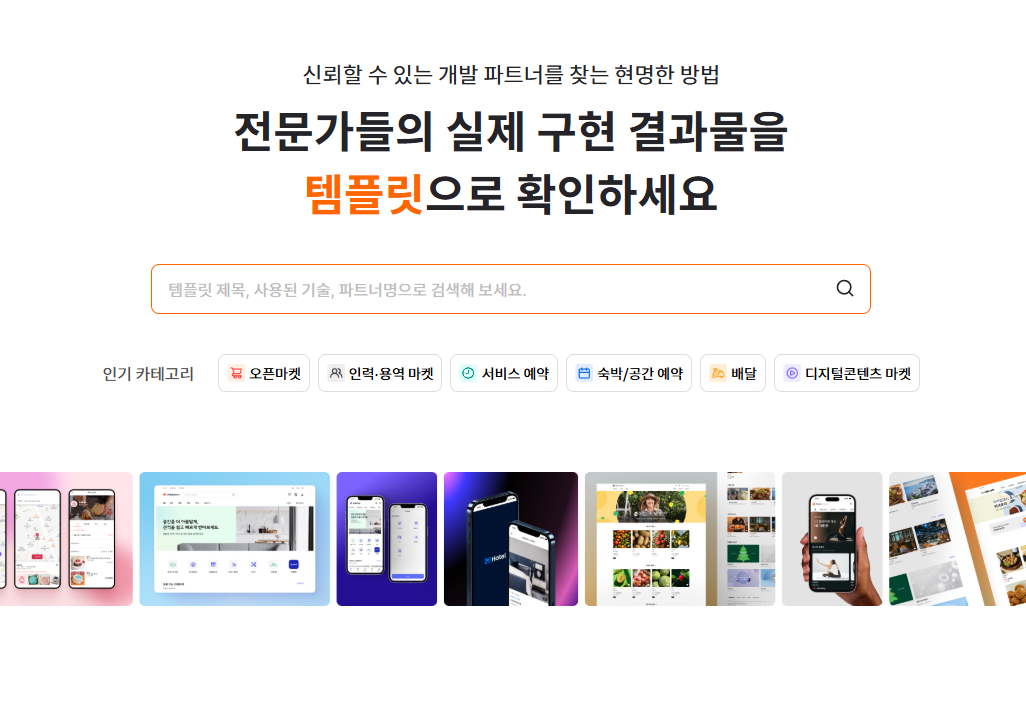 신뢰할 수 있는 개발 파트너를 찾는 현명한 방법
전문가들의 실제 구현 결과물을
템플릿으로 확인하세요
템플릿 제목, 사용된 기술, 파트너명으로 검색해 보세요.
인기 카테고리
오픈마켓
인력·용역 마켓
서비스 예약
숙박/공간 예약
배달
디지털콘텐츠 마켓
Hotel